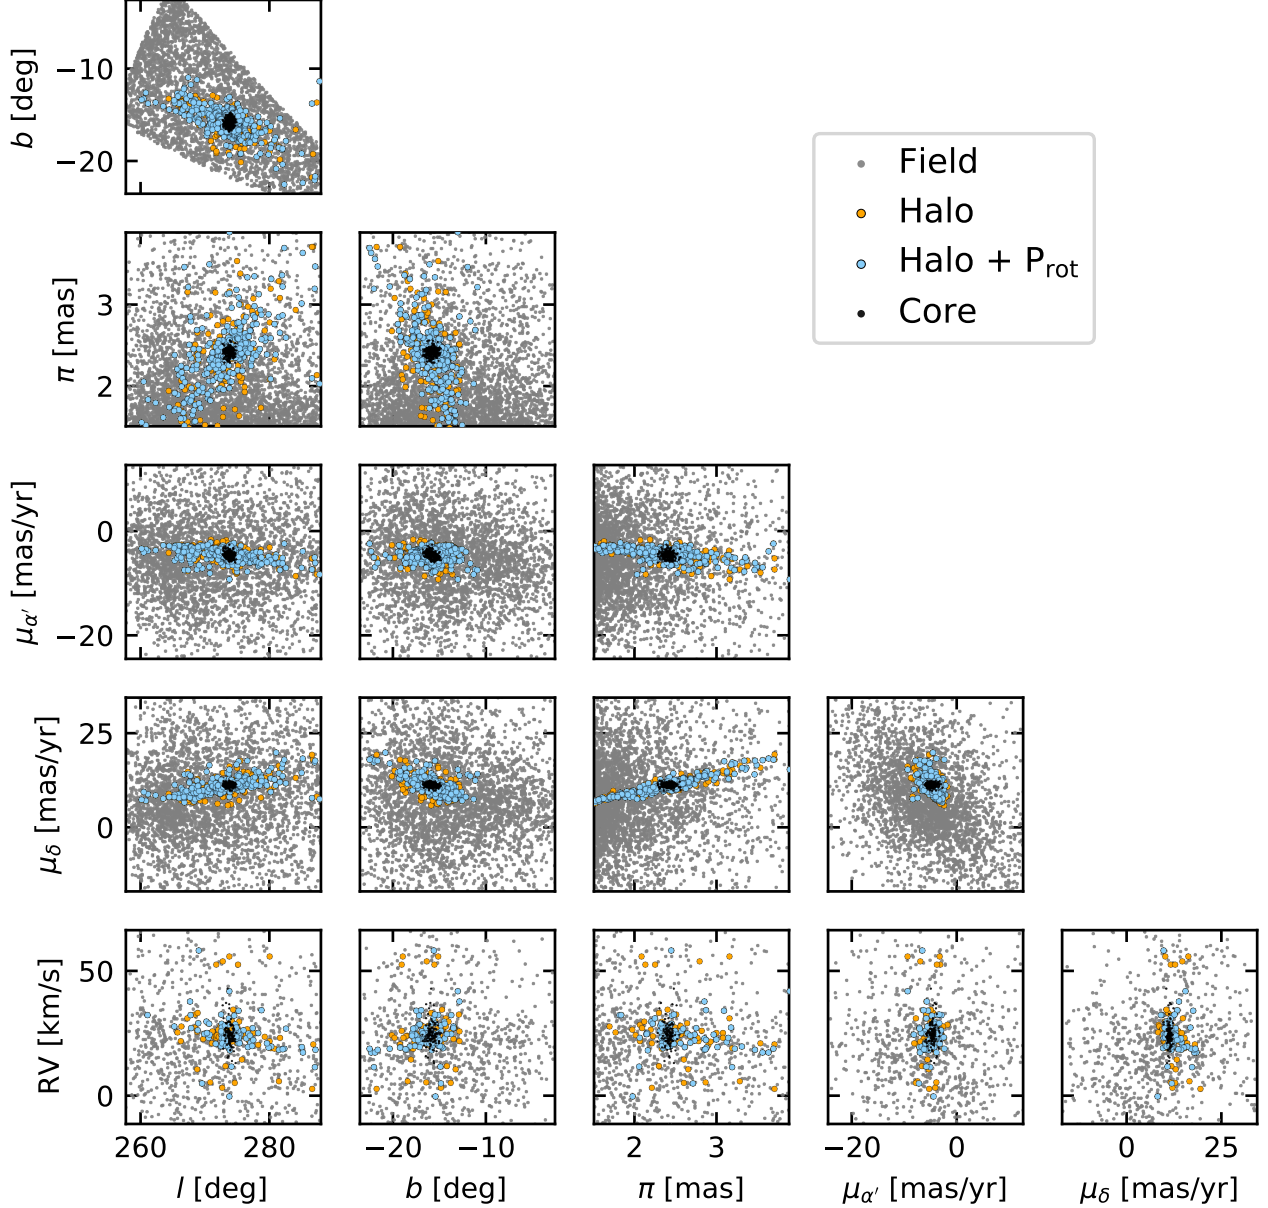 b [deg]
−10
−20
Field
Halo
Halo + P_rot
Core
π [mas]
3
2
μ_α′ [mas/yr]
0
−20
μ_δ [mas/yr]
25
0
RV [km/s]
50
0
260 280 −20 −10 2 3 −20 0 0 25
l [deg] b [deg] π [mas] μ_α′ [mas/yr] μ_δ [mas/yr]